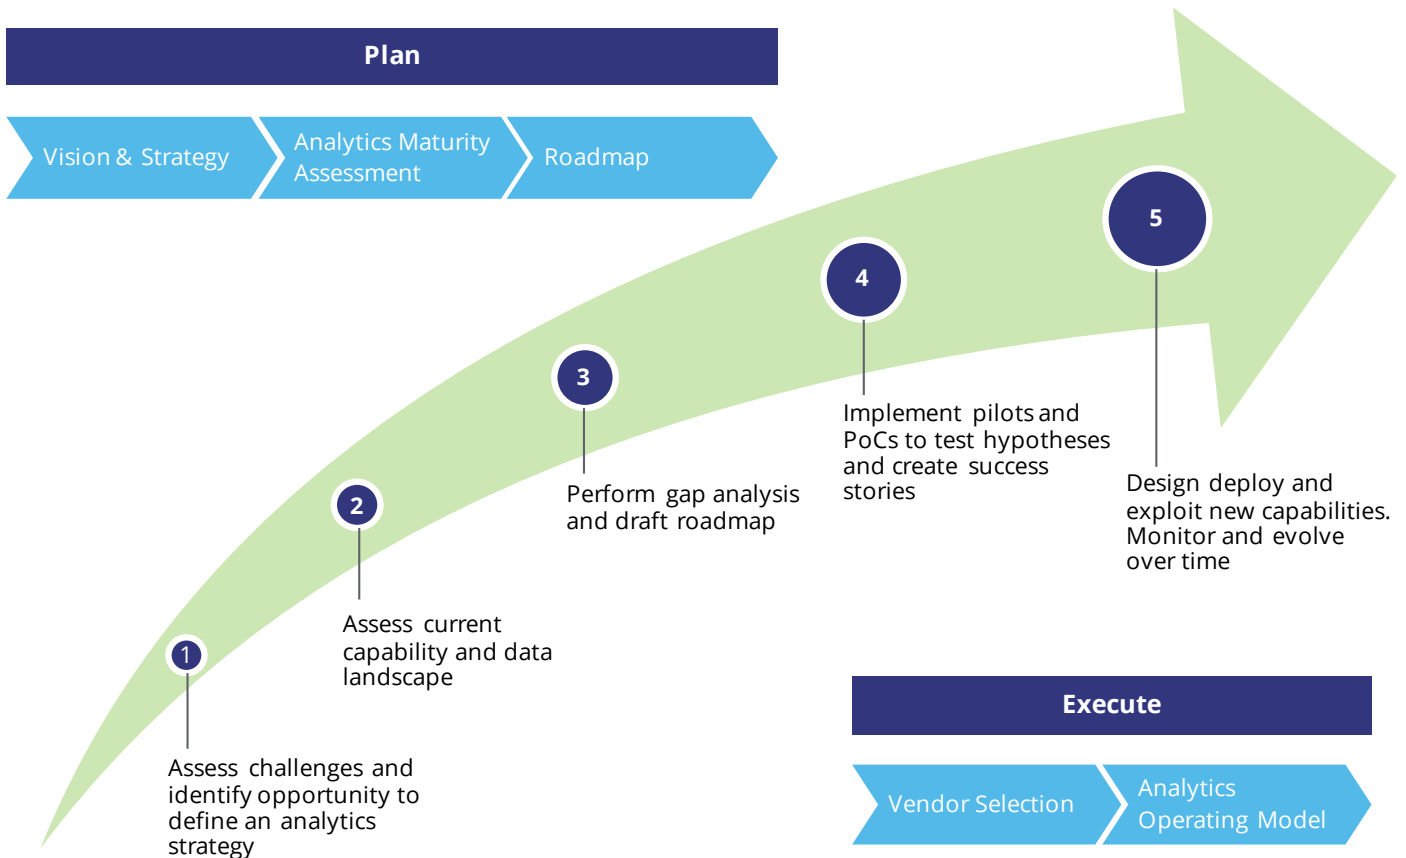 Plan
Vision & Strategy
Analytics Maturity
Assessment
Roadmap
5
4
3
2
1
Implement pilots and
PoCs to test hypotheses
and create success
stories
Design deploy and
exploit new capabilities.
Monitor and evolve
over time
Perform gap analysis
and draft roadmap
Assess current
capability and data
landscape
Assess challenges and
identify opportunity to
define an analytics
strategy
Execute
Vendor Selection
Analytics
Operating Model